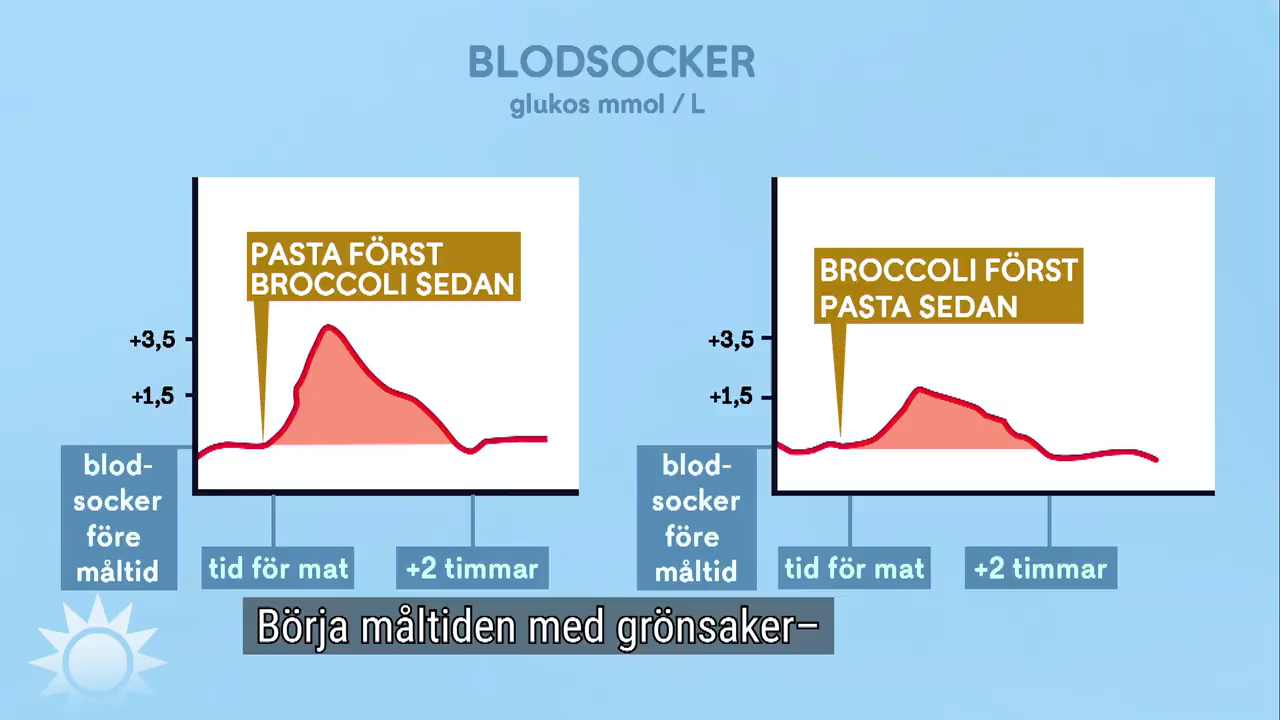 BLODSOCKER
glukos mmol / L
PASTA FÖRST
BROCCOLI SEDAN
+3,5
+1,5
blod-
socker
före
måltid
tid för mat
+2 timmar
BROCCOLI FÖRST
PASTA SEDAN
+3,5
+1,5
blod-
socker
före
måltid
tid för mat
+2 timmar
Börja måltiden med grönsaker–